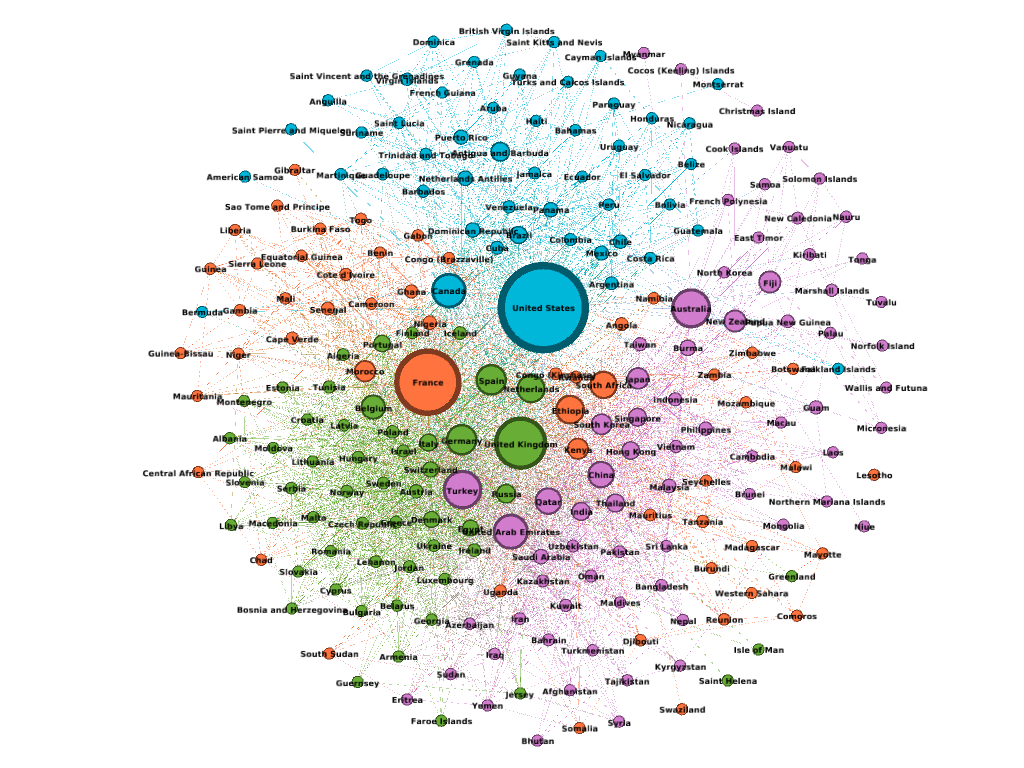 British Virgin Islands
Dominica
Saint Kitts and Nevis
Myanmar
Cayman Islands
Grenada
Cocos (Keeling) Islands
Saint Vincent and the Grenadines
Virgin Islands
Guyana
Turks and Caicos Islands
Montserrat
French Guiana
Anguilla
Aruba
Paraguay
Christmas Island
Haiti
Honduras
Nicaragua
Saint Lucia
Saint Pierre and Miquelon
Suriname
Puerto Rico
Bahamas
Uruguay
Cook Islands
Vanuatu
Trinidad and Tobago
Antigua and Barbuda
Belize
Gibraltar
American Samoa
Martinique
Guadeloupe
Netherlands Antilles
Jamaica
Ecuador
El Salvador
Samoa
Solomon Islands
Barbados
French Polynesia
Sao Tome and Principe
Venezuela
Panama
Peru
Bolivia
Togo
New Caledonia
Nauru
Liberia
Burkina Faso
Gabon
Dominican Republic
Brazil
Colombia
Chile
Guatemala
East Timor
Cuba
Mexico
Benin
Equatorial Guinea
Sierra Leone
Congo (Brazzaville)
Costa Rica
Kiribati
Tonga
Guinea
Cote d'Ivoire
North Korea
Argentina
Fiji
Canada
Ghana
Marshall Islands
Mali
Namibia
Tuvalu
Cameroon
United States
Australia
Bermuda
Gambia
Senegal
Nigeria
Angola
New Zealand
Papua New Guinea
Finland
Iceland
Palau
Cape Verde
Portugal
Taiwan
Burma
Norfolk Island
Guinea-Bissau
Niger
Algeria
Zimbabwe
Morocco
Botswana
Falkland Islands
Congo (Kinshasa)
Rwanda
Zambia
France
Spain
Japan
South Africa
Netherlands
Estonia
Tunisia
Wallis and Futuna
Mauritania
Montenegro
Indonesia
Mozambique
Belgium
Ethiopia
Guam
Croatia
Latvia
Singapore
South Korea
Macau
Micronesia
Poland
Philippines
Albania
Moldova
Italy
Germany
United Kingdom
Israel
Kenya
Hong Kong
Vietnam
Laos
Hungary
Lithuania
Cambodia
Switzerland
Malawi
Central African Republic
China
Lesotho
Slovenia
Serbia
Sweden
Norway
Austria
Turkey
Russia
Malaysia
Seychelles
Brunei
Qatar
Thailand
Northern Mariana Islands
India
Mauritius
Malta
Denmark
Libya
Macedonia
Czech Republic
Greece
Egypt
United Arab Emirates
Tanzania
Mongolia
Niue
Romania
Ukraine
Ireland
Uzbekistan
Pakistan
Sri Lanka
Madagascar
Mayotte
Chad
Lebanon
Jordan
Saudi Arabia
Slovakia
Burundi
Luxembourg
Kazakhstan
Oman
Greenland
Cyprus
Uganda
Bangladesh
Western Sahara
Bosnia and Herzegovina
Bulgaria
Belarus
Kuwait
Maldives
Georgia
Azerbaijan
Iran
Nepal
Reunion
Comoros
Bahrain
Djibouti
South Sudan
Armenia
Iraq
Turkmenistan
Isle of Man
Kyrgyzstan
Sudan
Guernsey
Tajikistan
Saint Helena
Eritrea
Jersey
Afghanistan
Yemen
Swaziland
Faroe Islands
Syria
Somalia
Bhutan